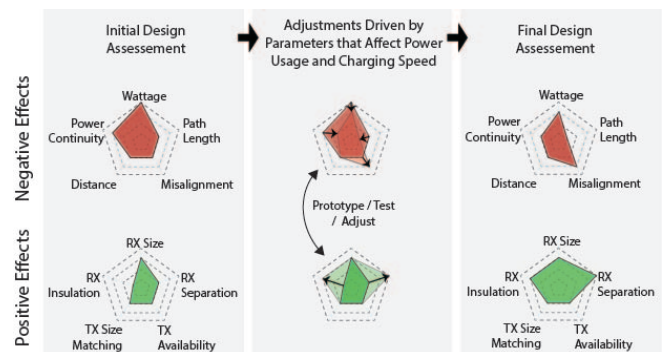 Initial Design
Assessement
Adjustments Driven by
Parameters that Affect Power
Usage and Charging Speed
Final Design
Assessement
Negative Effects
Wattage
Power
Continuity
Path
Length
Distance
Misalignment
Prototype / Test
/ Adjust
Wattage
Power
Continuity
Path
Length
Distance
Misalignment
Positive Effects
RX Size
RX
Insulation
RX
Separation
TX Size
Matching
TX
Availability
RX Size
RX
Insulation
RX
Separation
TX Size
Matching
TX
Availability